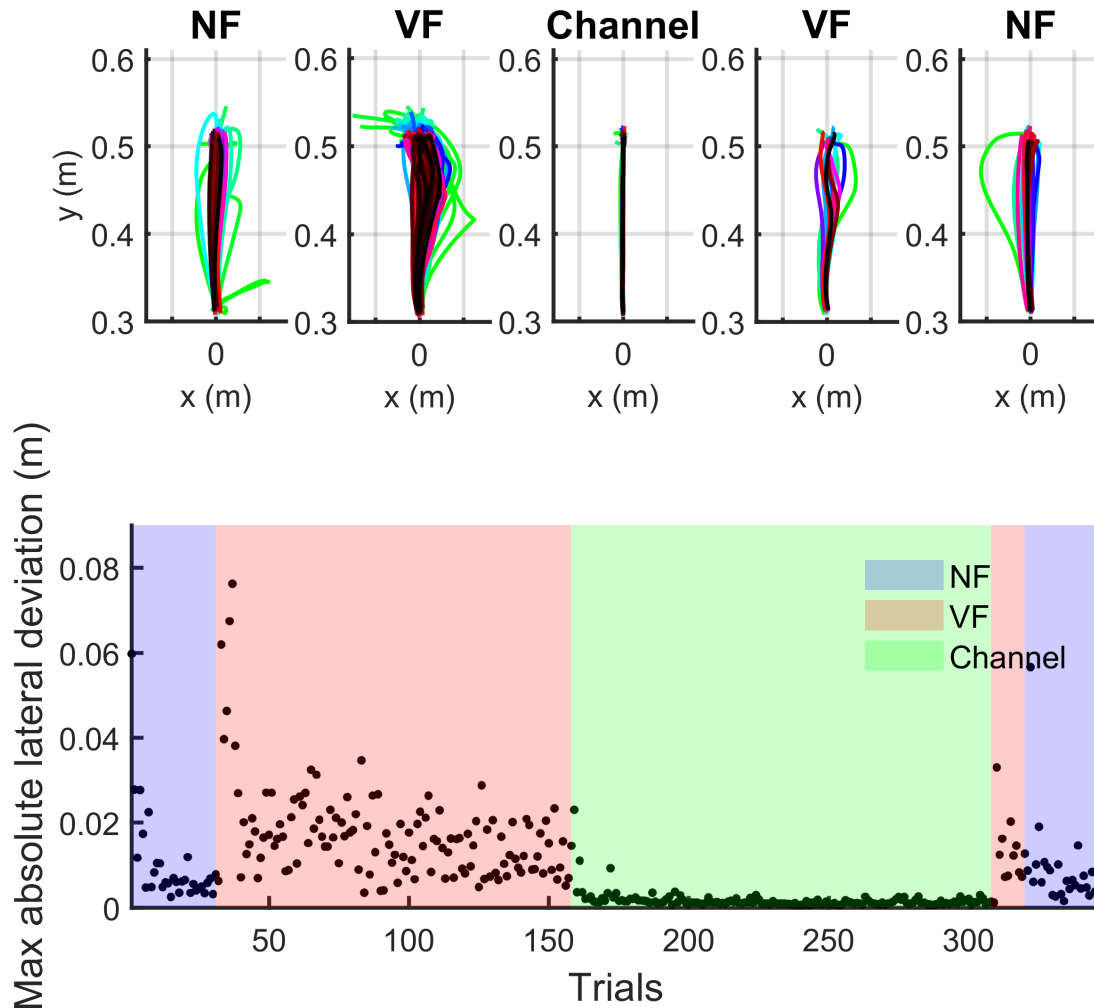 NF VF Channel VF NF
0.6 0.6 0.6 0.6 0.6
0.5 0.5 0.5 0.5 0.5
y (m)
0.4 0.4 0.4 0.4 0.4
0.3 0.3 0.3 0.3 0.3
0 0 0 0 0
x (m) x (m) x (m) x (m) x (m)
Max absolute lateral deviation (m)
0.08
0.06
0.04
0.02
0
NF
VF
Channel
50 100 150 200 250 300
Trials